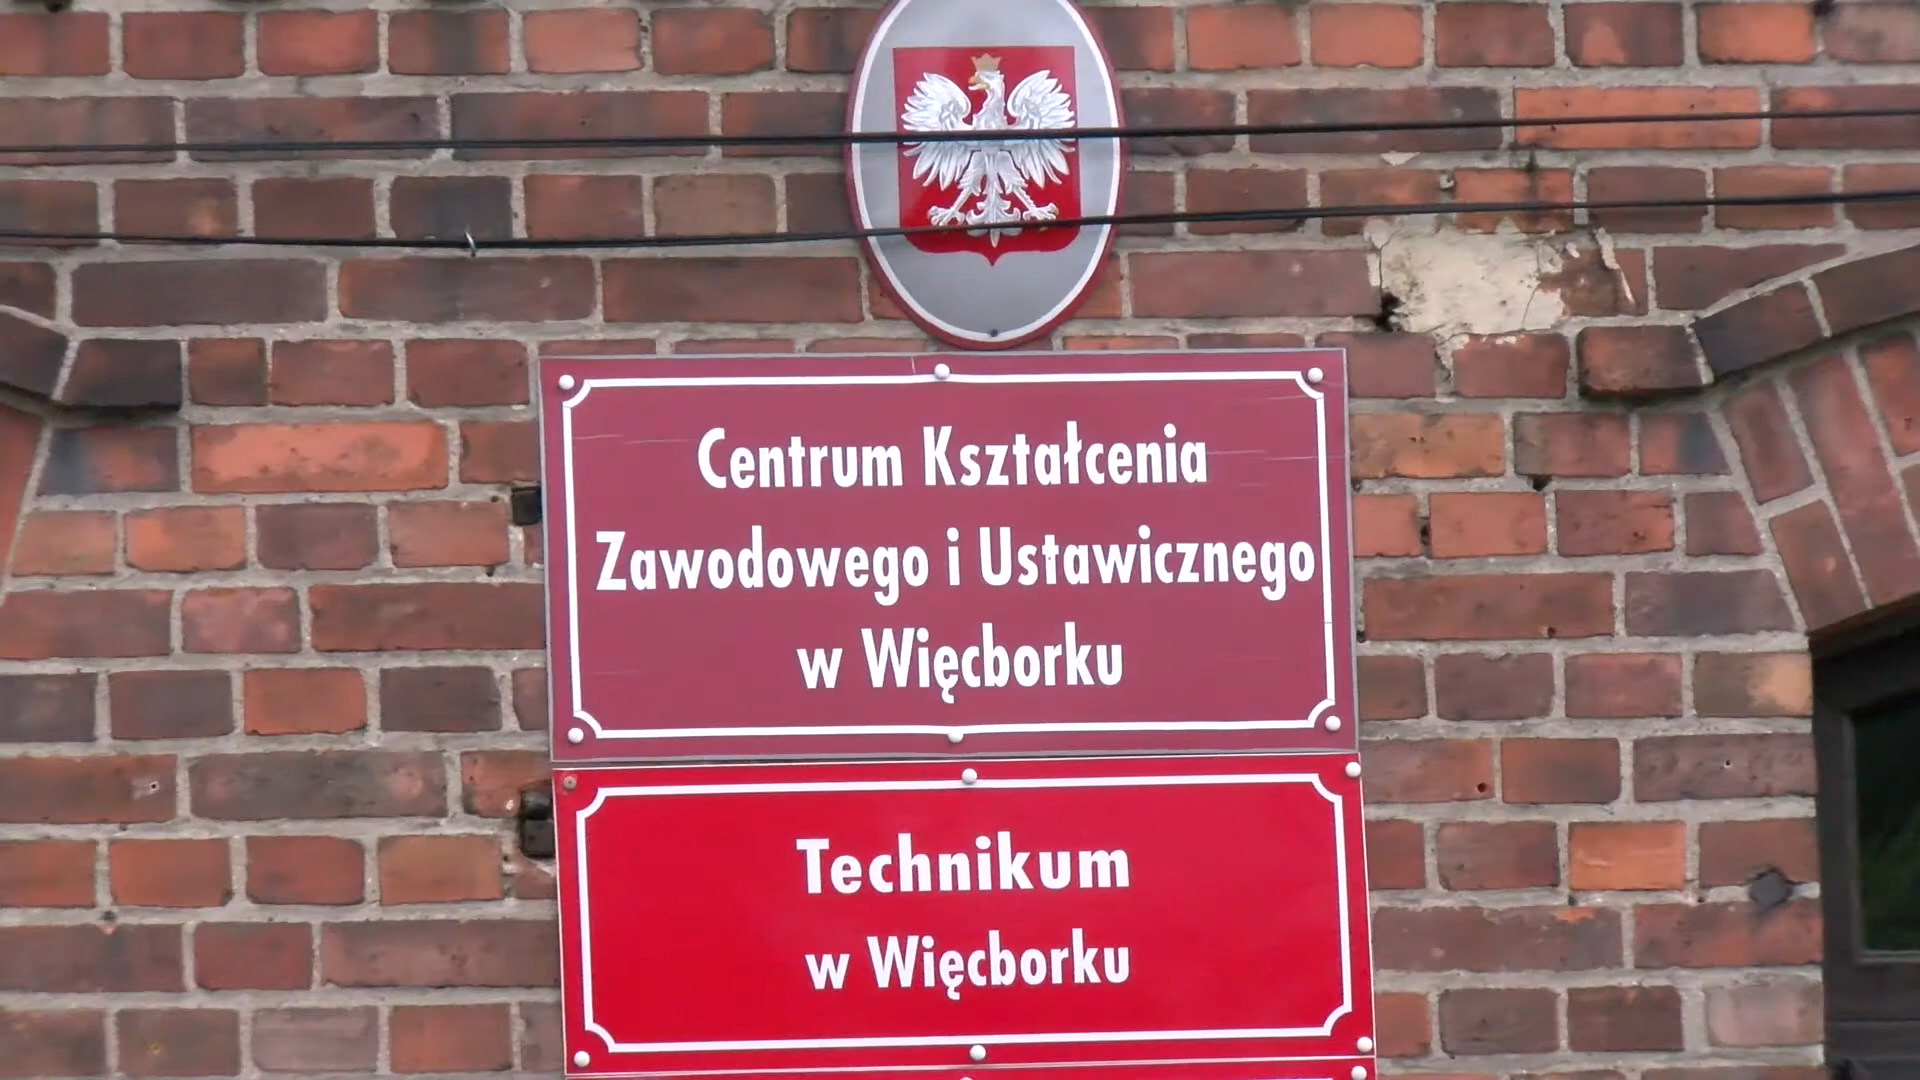 Centrum Kształcenia
Zawodowego i Ustawicznego
w Więcborku
Technikum
w Więcborku